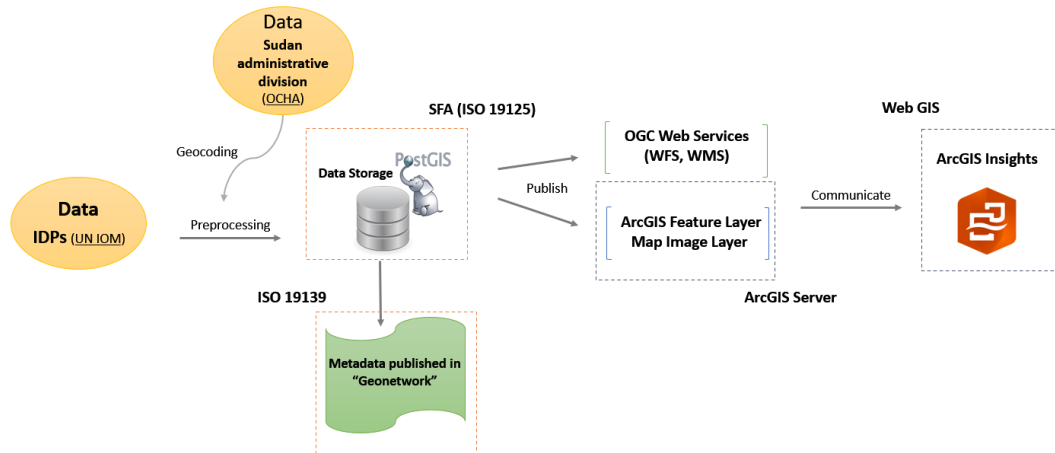 Data
Sudan
administrative
division
(OCHA)
Geocoding
Data
IDPs (UN IOM)
Preprocessing
SFA (ISO 19125)
Data Storage
PostGIS
ISO 19139
Metadata published in
“Geonetwork”
Publish
OGC Web Services
(WFS, WMS)
ArcGIS Feature Layer
Map Image Layer
ArcGIS Server
Communicate
Web GIS
ArcGIS Insights